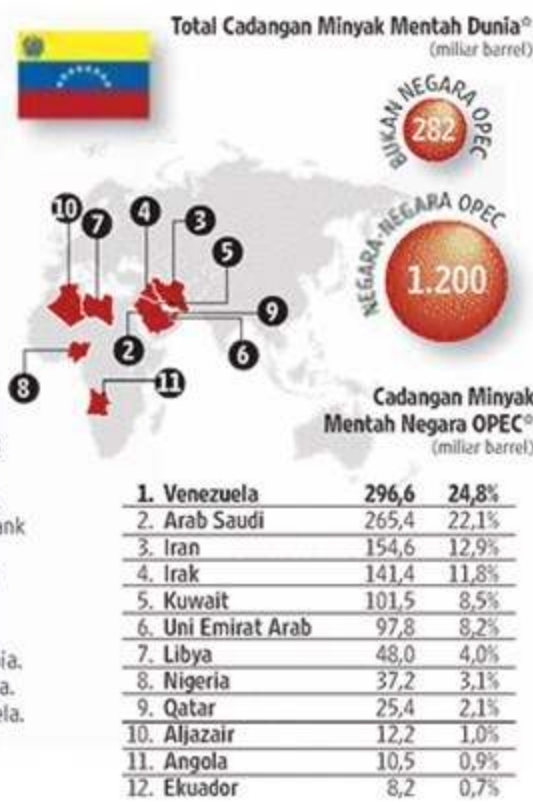 Total Cadangan Minyak Mentah Dunia*
(miliar barrel)
BUKAN NEGARA OPEC
282
NEGARA-NEGARA OPEC
1.200
10
7
4
3
5
9
2
6
8
11
Cadangan Minyak
Mentah Negara OPEC*
(miliar barrel)
1. Venezuela 296,6 24,8%
2. Arab Saudi 265,4 22,1%
3. Iran 154,6 12,9%
4. Irak 141,4 11,8%
5. Kuwait 101,5 8,5%
6. Uni Emirat Arab 97,8 8,2%
7. Libya 48,0 4,0%
8. Nigeria 37,2 3,1%
9. Qatar 25,4 2,1%
10. Aljazair 12,2 1,0%
11. Angola 10,5 0,9%
12. Ekuador 8,2 0,7%
ank
ia.
a.
ela.